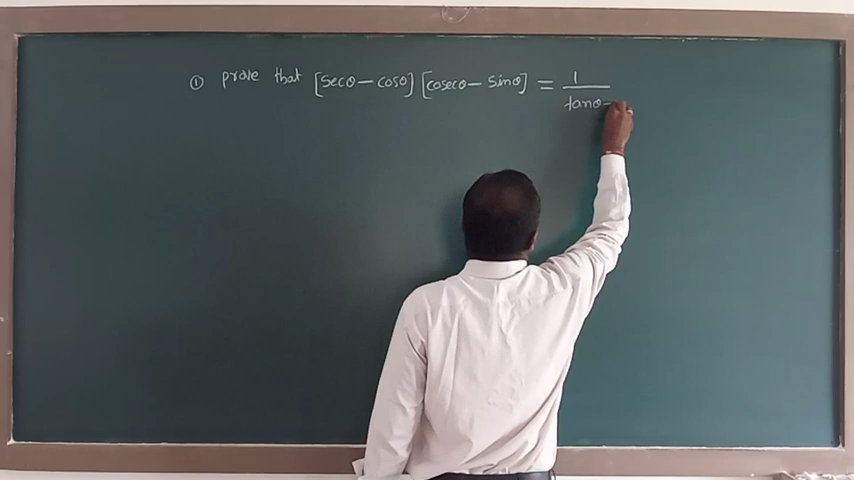 ① prove that [secθ - cosθ] [cosecθ - sinθ] = 1
tanθ -